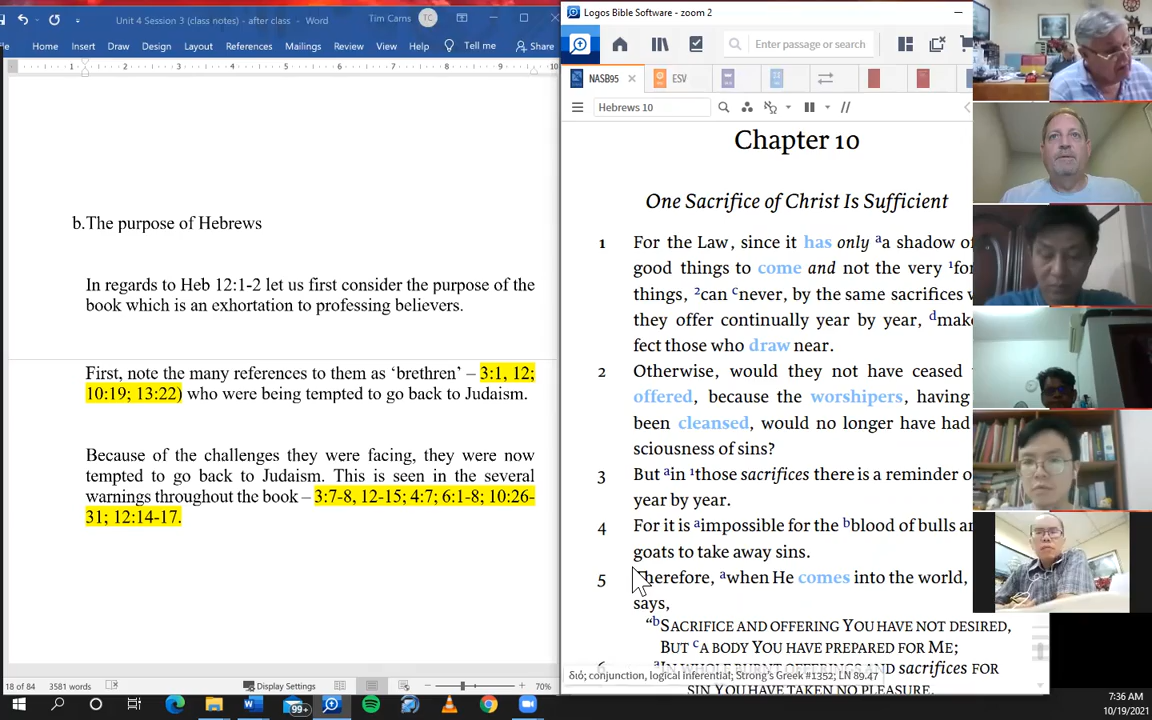 Unit 4 Session 3 (class notes) - after class - Word
Tim Carns
TC
Home Insert Draw Design Layout References Mailings Review View Help Tell me Share
b.The purpose of Hebrews
In regards to Heb 12:1-2 let us first consider the purpose of the
book which is an exhortation to professing believers.
First, note the many references to them as ‘brethren’ – 3:1, 12;
10:19; 13:22) who were being tempted to go back to Judaism.
Because of the challenges they were facing, they were now
tempted to go back to Judaism. This is seen in the several
warnings throughout the book – 3:7-8, 12-15; 4:7; 6:1-8; 10:26-
31; 12:14-17.
18 of 84 3581 words Display Settings 70%
Logos Bible Software - zoom 2
Enter passage or search
NASB95 ESV
Hebrews 10
Chapter 10
One Sacrifice of Christ Is Sufficient
1 For the Law, since it has only a a shadow of
good things to come and not the very 1
things, 2 can c never, by the same sacrifices
they offer continually year by year, d
fect those who draw near.
2 Otherwise, would they not have ceased
offered, because the worshipers, having
been cleansed, would no longer have had
sciousness of sins?
3 But a in 1 those sacrifices there is a reminder
year by year.
4 For it is a impossible for the b blood of bulls
goats to take away sins.
5 Therefore, a when He comes into the world,
says,
“b SACRIFICE AND OFFERING YOU HAVE NOT DESIRED,
BUT c A BODY YOU HAVE PREPARED FOR ME;
6 a IN WHOLE BURNT OFFERINGS AND sacrifices FOR
SIN YOU HAVE TAKEN NO PLEASURE.
διό; conjunction, logical inferential; Strong's Greek #1352; LN 89.47
99+
7:36 AM
10/19/2021